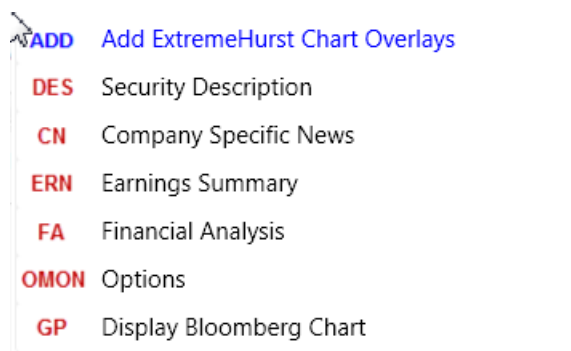 ADD Add ExtremeHurst Chart Overlays
DES Security Description
CN Company Specific News
ERN Earnings Summary
FA Financial Analysis
OMON Options
GP Display Bloomberg Chart